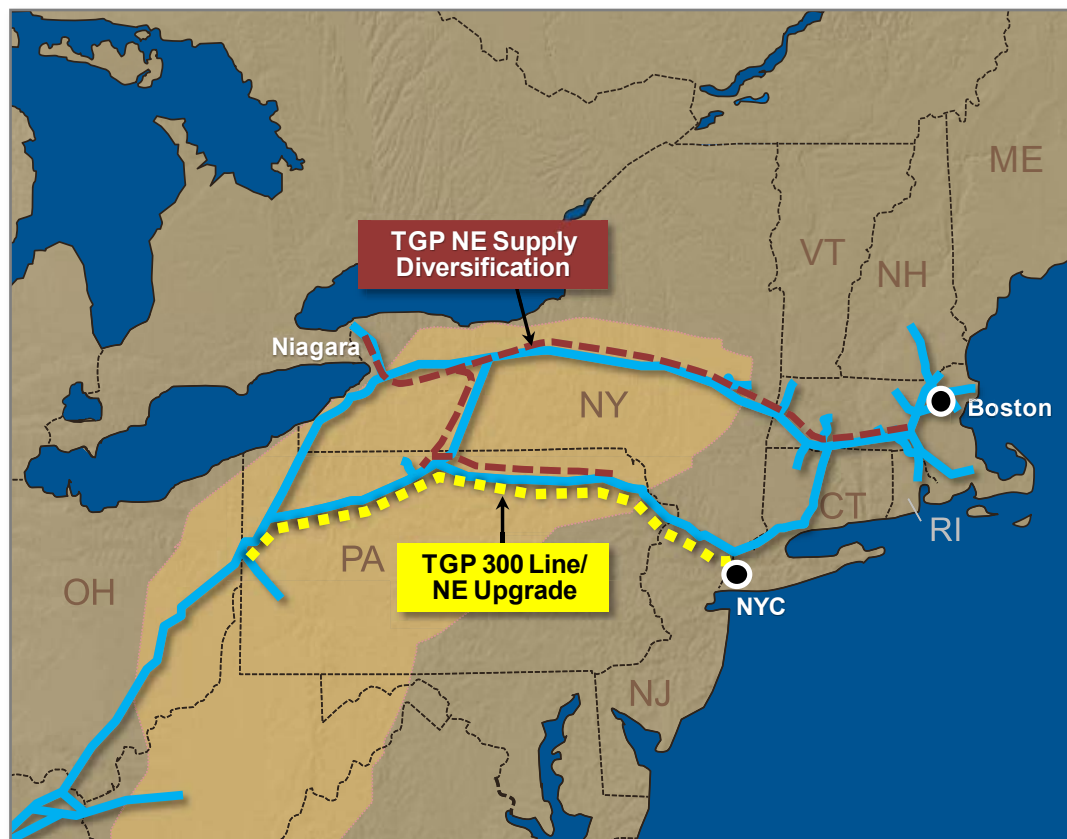 ME
TGP NE Supply
Diversification
VT
NH
Niagara
NY
Boston
CT
RI
PA
TGP 300 Line/
NE Upgrade
OH
NYC
NJ